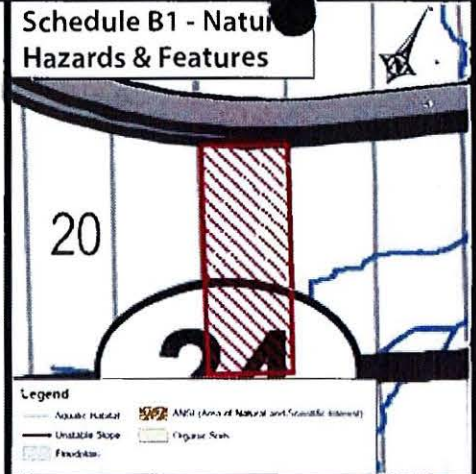 Schedule B1 - Natur
Hazards & Features
20
24
Legend
Aquatic Habitat
ANSI (Area of Natural and Scientific Interest)
Unstable Slope
Organic Soils
Floodplain